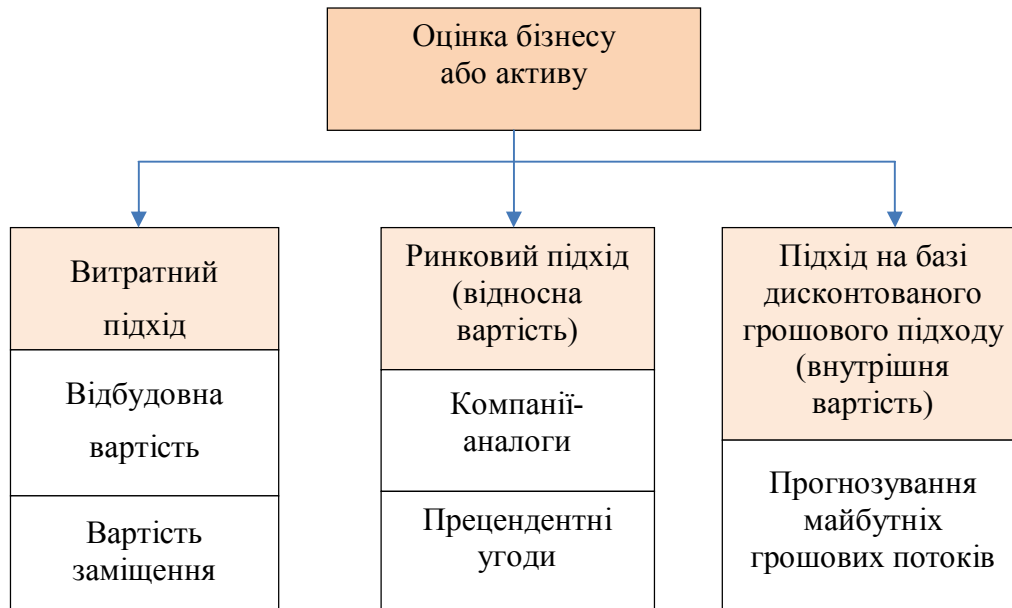 Оцінка бізнесу
або активу
Витратний
підхід
Відбудовна
вартість
Вартість
заміщення
Ринковий підхід
(відносна
вартість)
Компанії-
аналоги
Прецендентні
угоди
Підхід на базі
дисконтованого
грошового підходу
(внутрішня
вартість)
Прогнозування
майбутніх
грошових потоків